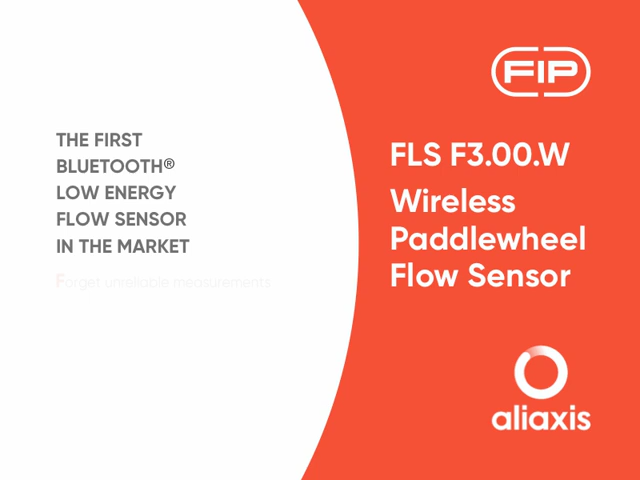 THE FIRST
BLUETOOTH®
LOW ENERGY
FLOW SENSOR
IN THE MARKET
Forget unreliable measurements
FIP
FLS F3.00.W
Wireless
Paddlewheel
Flow Sensor
aliaxis